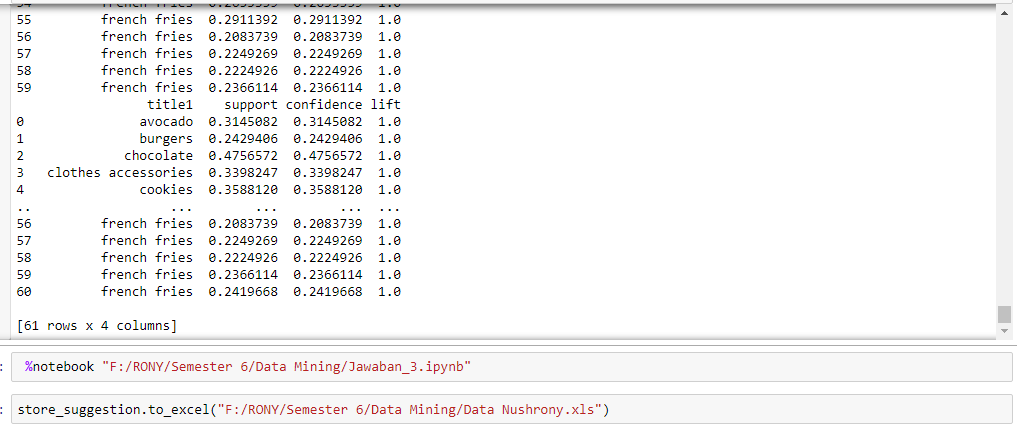 55 french fries 0.2911392 0.2911392 1.0
56 french fries 0.2083739 0.2083739 1.0
57 french fries 0.2249269 0.2249269 1.0
58 french fries 0.2224926 0.2224926 1.0
59 french fries 0.2366114 0.2366114 1.0
title1 support confidence lift
0 avocado 0.3145082 0.3145082 1.0
1 burgers 0.2429406 0.2429406 1.0
2 chocolate 0.4756572 0.4756572 1.0
3 clothes accessories 0.3398247 0.3398247 1.0
4 cookies 0.3588120 0.3588120 1.0
.. ... ... ... ...
56 french fries 0.2083739 0.2083739 1.0
57 french fries 0.2249269 0.2249269 1.0
58 french fries 0.2224926 0.2224926 1.0
59 french fries 0.2366114 0.2366114 1.0
60 french fries 0.2419668 0.2419668 1.0
[61 rows x 4 columns]
: %notebook "F:/RONY/Semester 6/Data Mining/Jawaban_3.ipynb"
: store_suggestion.to_excel("F:/RONY/Semester 6/Data Mining/Data Nushrony.xls")